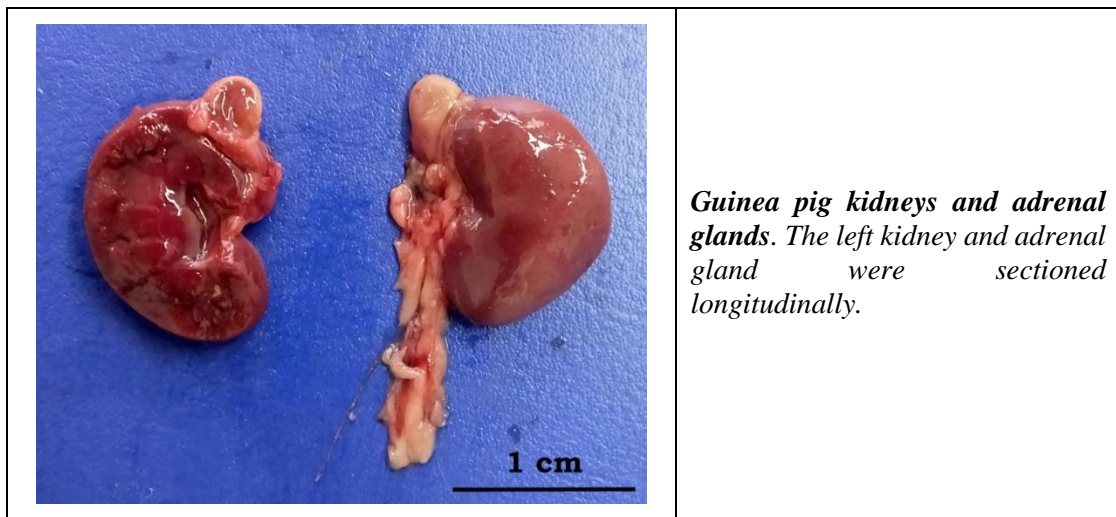 1 cm
Guinea pig kidneys and adrenal
glands. The left kidney and adrenal
gland were sectioned
longitudinally.